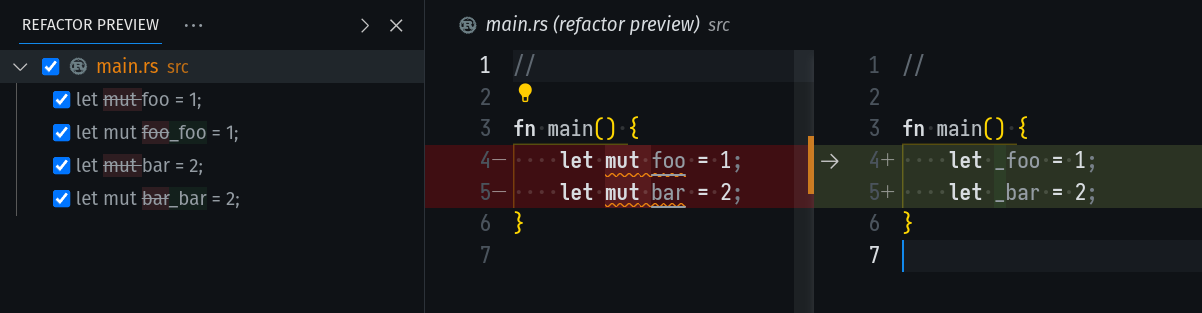 REFACTOR PREVIEW ···
main.rs src
let mut foo = 1;
let mut foo_foo = 1;
let mut bar = 2;
let mut bar_bar = 2;
main.rs (refactor preview) src
1 //
2
3 fn·main() {
4— ····let mut foo·=·1;
5— ····let mut bar·=·2;
6 }
7
1 //
2
3 fn·main()·{
4+ ····let·_foo·=·1;
5+ ····let·_bar·=·2;
6 }
7